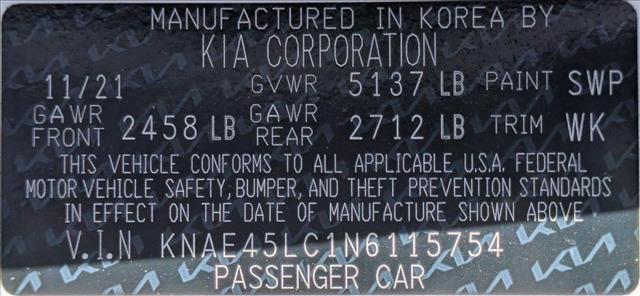 MANUFACTURED IN KOREA BY
KIA CORPORATION
11/21 GVWR 5137 LB PAINT SWP
GAWR FRONT 2458 LB GAWR REAR 2712 LB TRIM WK
THIS VEHICLE CONFORMS TO ALL APPLICABLE U.S.A. FEDERAL
MOTOR VEHICLE SAFETY, BUMPER, AND THEFT PREVENTION STANDARDS
IN EFFECT ON THE DATE OF MANUFACTURE SHOWN ABOVE
V.I.N KNAE45LC1N6115754
PASSENGER CAR